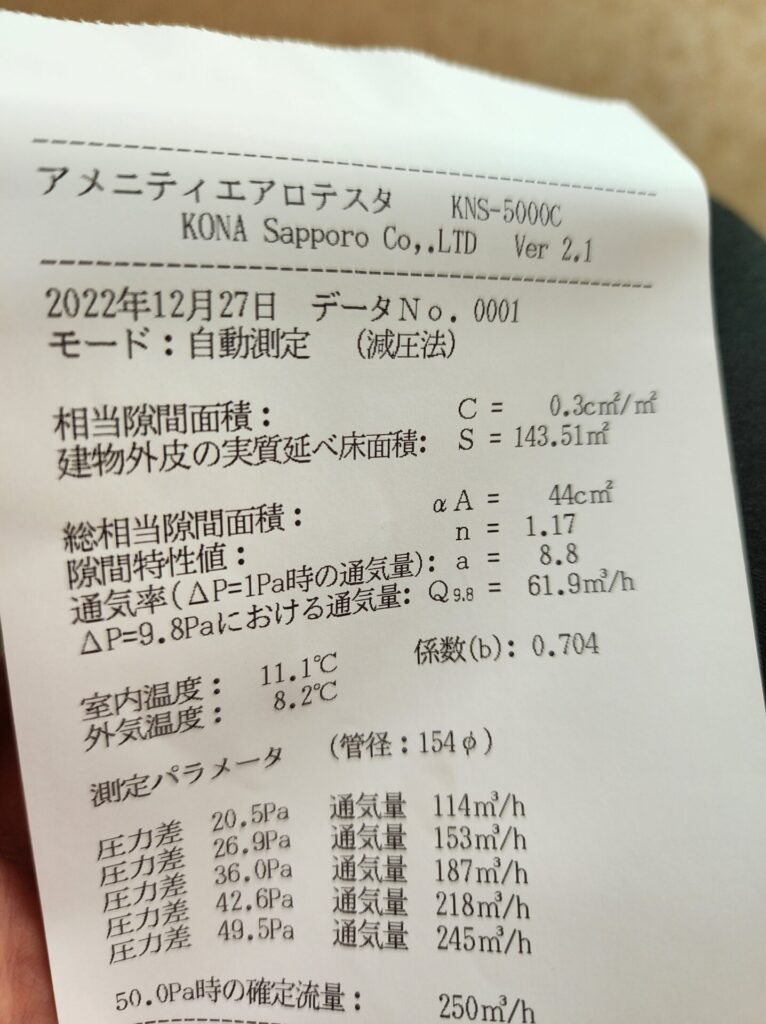 アメニティエアロテスタ KNS-5000C
KONA Sapporo Co,.LTD Ver 2.1
2022年12月27日 データNo. 0001
モード：自動測定 （減圧法）
相当隙間面積： C = 0.3c㎡/㎡
建物外皮の実質延べ床面積: S = 143.51㎡
総相当隙間面積： αA = 44c㎡
隙間特性値： n = 1.17
通気率(ΔP=1Pa時の通気量): a = 8.8
ΔP=9.8Paにおける通気量: Q9.8 = 61.9㎥/h
室内温度： 11.1℃ 係数(b): 0.704
外気温度： 8.2℃
測定パラメータ （管径：154φ）
圧力差 20.5Pa 通気量 114㎥/h
圧力差 26.9Pa 通気量 153㎥/h
圧力差 36.0Pa 通気量 187㎥/h
圧力差 42.6Pa 通気量 218㎥/h
圧力差 49.5Pa 通気量 245㎥/h
50.0Pa時の確定流量： 250㎥/h